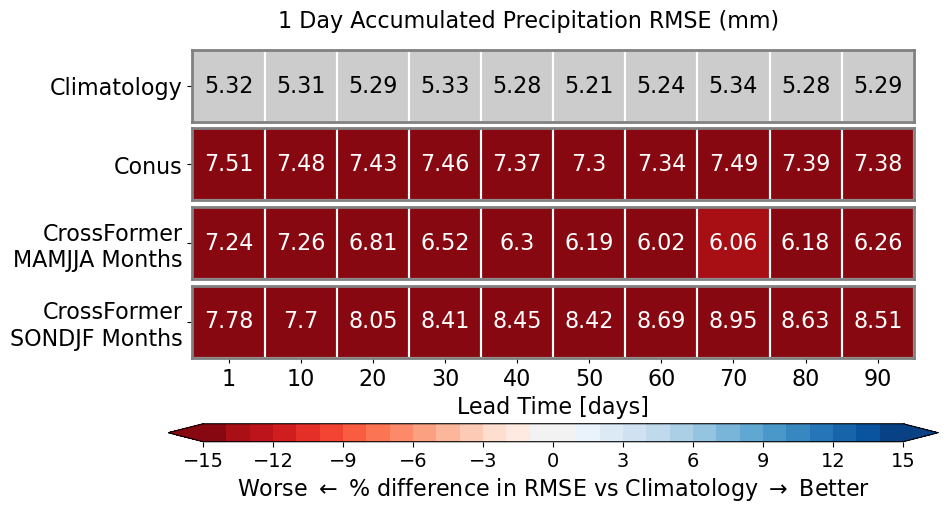 1 Day Accumulated Precipitation RMSE (mm)
Climatology 5.32 5.31 5.29 5.33 5.28 5.21 5.24 5.34 5.28 5.29
Conus 7.51 7.48 7.43 7.46 7.37 7.3 7.34 7.49 7.39 7.38
CrossFormer
MAMJJA Months 7.24 7.26 6.81 6.52 6.3 6.19 6.02 6.06 6.18 6.26
CrossFormer
SONDJF Months 7.78 7.7 8.05 8.41 8.45 8.42 8.69 8.95 8.63 8.51
1 10 20 30 40 50 60 70 80 90
Lead Time [days]
−15 −12 −9 −6 −3 0 3 6 9 12 15
Worse ← % difference in RMSE vs Climatology → Better